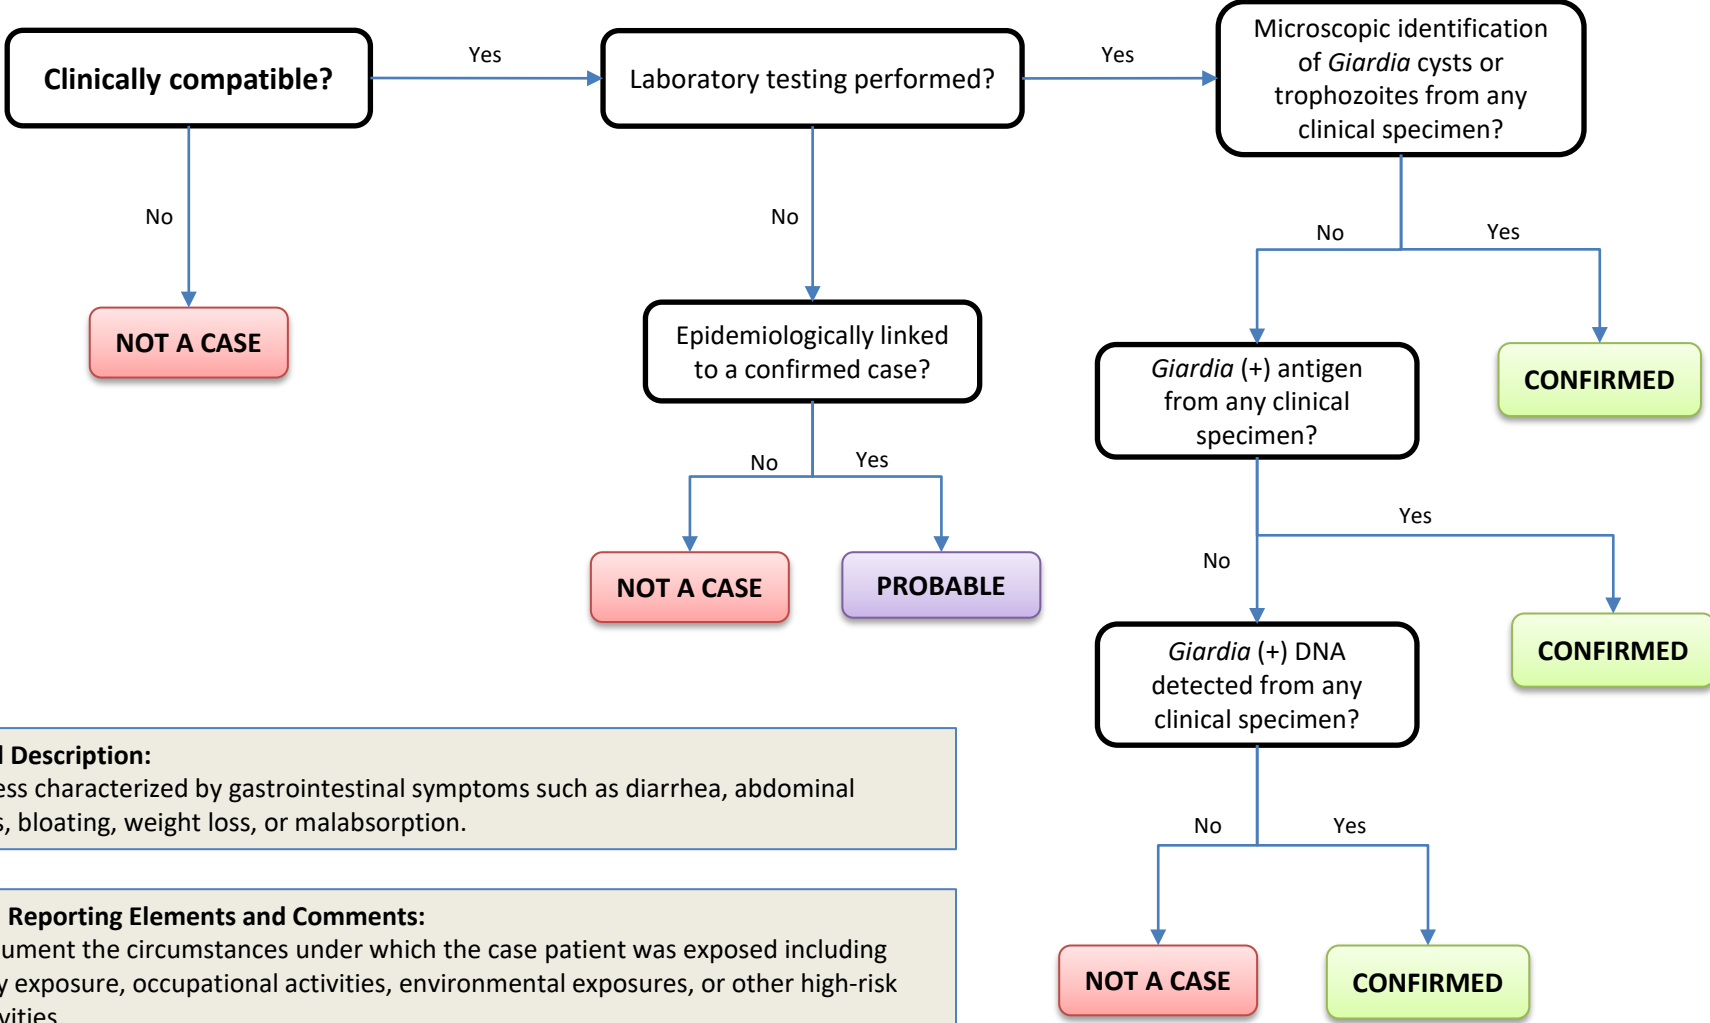 Clinically compatible?
Yes
Laboratory testing performed?
Yes
Microscopic identification
of Giardia cysts or
trophozoites from any
clinical specimen?
No
No
No
Yes
NOT A CASE
Epidemiologically linked
to a confirmed case?
Giardia (+) antigen
from any clinical
specimen?
CONFIRMED
No
Yes
Yes
No
NOT A CASE
PROBABLE
CONFIRMED
Giardia (+) DNA
detected from any
clinical specimen?
No
Yes
NOT A CASE
CONFIRMED
Description:
characterized by gastrointestinal symptoms such as diarrhea, abdominal
, bloating, weight loss, or malabsorption.
Reporting Elements and Comments:
the circumstances under which the case patient was exposed including
exposure, occupational activities, environmental exposures, or other high-risk